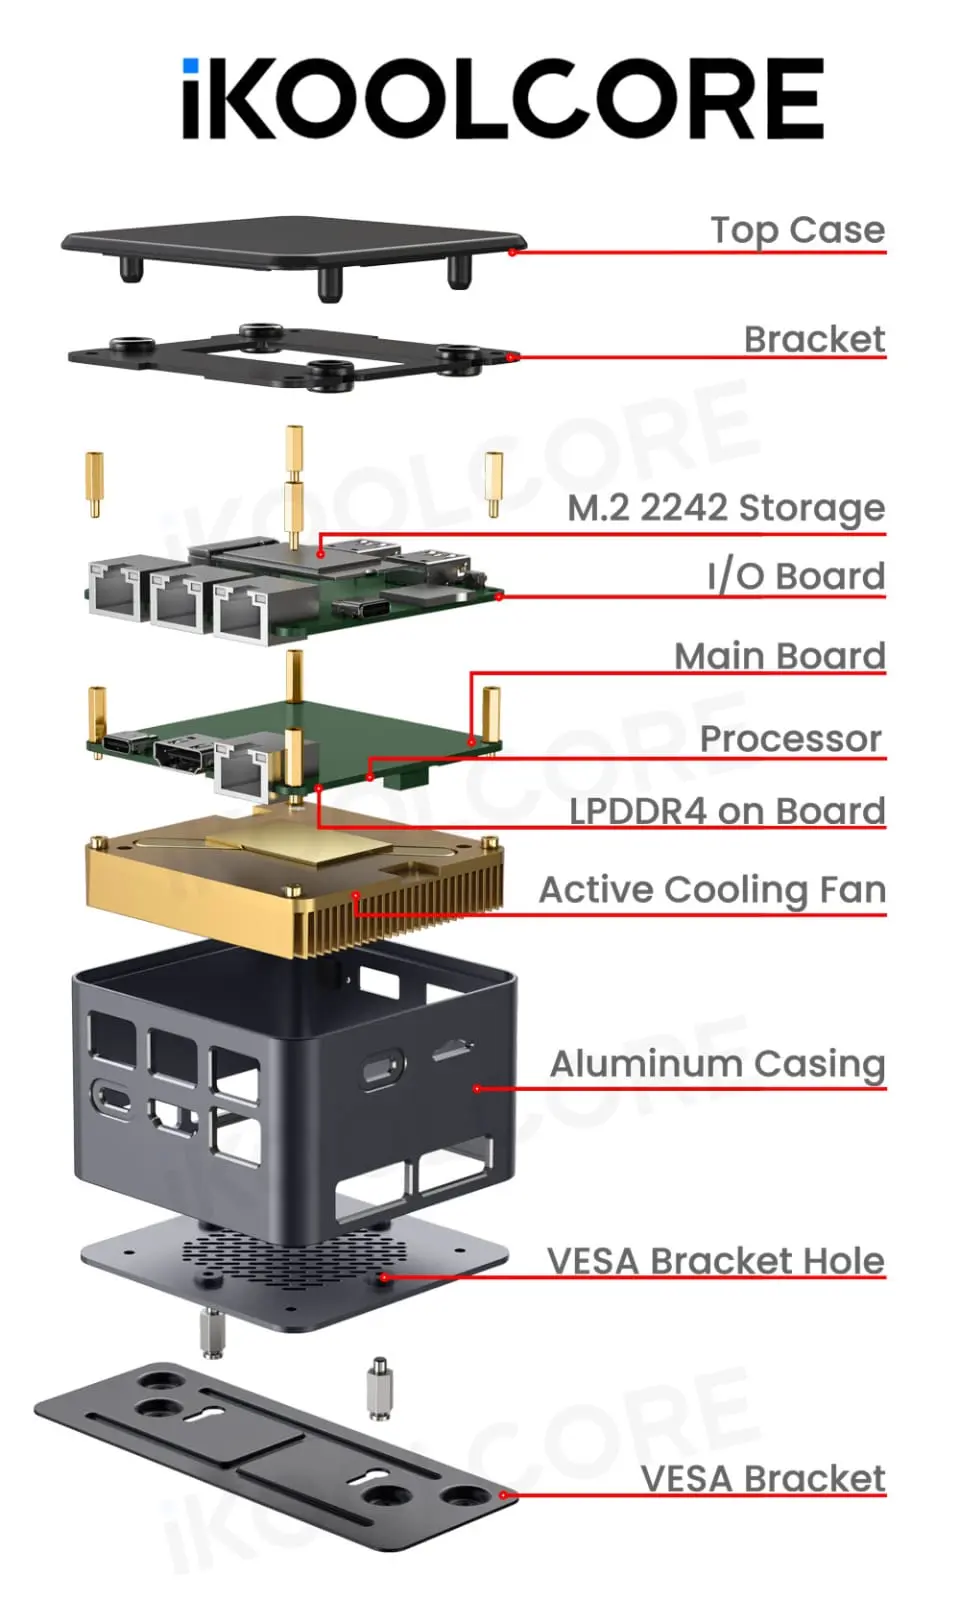 iKOOLCORE
Top Case
Bracket
iKOOLCORE
M.2 2242 Storage
I/O Board
Main Board
Processor
iKOOLCORE
LPDDR4 on Board
Active Cooling Fan
Aluminum Casing
iKOOLCORE
VESA Bracket Hole
VESA Bracket
iKOOLCORE